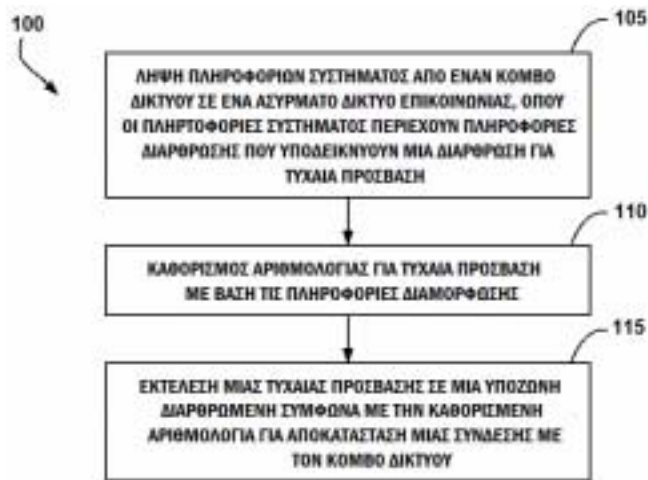 100
105
ΛΗΨΗ ΠΛΗΡΟΦΟΡΙΩΝ ΣΥΣΤΗΜΑΤΟΣ ΑΠΟ ΕΝΑΝ ΚΟΜΒΟ
ΔΙΚΤΥΟΥ ΣΕ ΕΝΑ ΑΣΥΡΜΑΤΟ ΔΙΚΤΥΟ ΕΠΙΚΟΙΝΩΝΙΑΣ, ΟΠΟΥ
ΟΙ ΠΛΗΡΤΟΦΟΡΙΕΣ ΣΥΣΤΗΜΑΤΟΣ ΠΕΡΙΕΧΟΥΝ ΠΛΗΡΟΦΟΡΙΕΣ
ΔΙΑΡΘΡΩΣΗΣ ΠΟΥ ΥΠΟΔΕΙΚΝΥΟΥΝ ΜΙΑ ΔΙΑΡΘΡΩΣΗ ΓΙΑ
ΤΥΧΑΙΑ ΠΡΟΣΒΑΣΗ
110
ΚΑΘΟΡΙΣΜΟΣ ΑΡΙΘΜΟΛΟΓΙΑΣ ΓΙΑ ΤΥΧΑΙΑ ΠΡΟΣΒΑΣΗ
ΜΕ ΒΑΣΗ ΤΙΣ ΠΛΗΡΟΦΟΡΙΕΣ ΔΙΑΜΟΡΦΩΣΗΣ
115
ΕΚΤΕΛΕΣΗ ΜΙΑΣ ΤΥΧΑΙΑΣ ΠΡΟΣΒΑΣΗΣ ΣΕ ΜΙΑ ΥΠΟΖΩΝΗ
ΔΙΑΡΘΡΩΜΕΝΗ ΣΥΜΦΩΝΑ ΜΕ ΤΗΝ ΚΑΘΟΡΙΣΜΕΝΗ
ΑΡΙΘΜΟΛΟΓΙΑ ΓΙΑ ΑΠΟΚΑΤΑΣΤΑΣΗ ΜΙΑΣ ΣΥΝΔΕΣΗΣ ΜΕ
ΤΟΝ ΚΟΜΒΟ ΔΙΚΤΥΟΥ